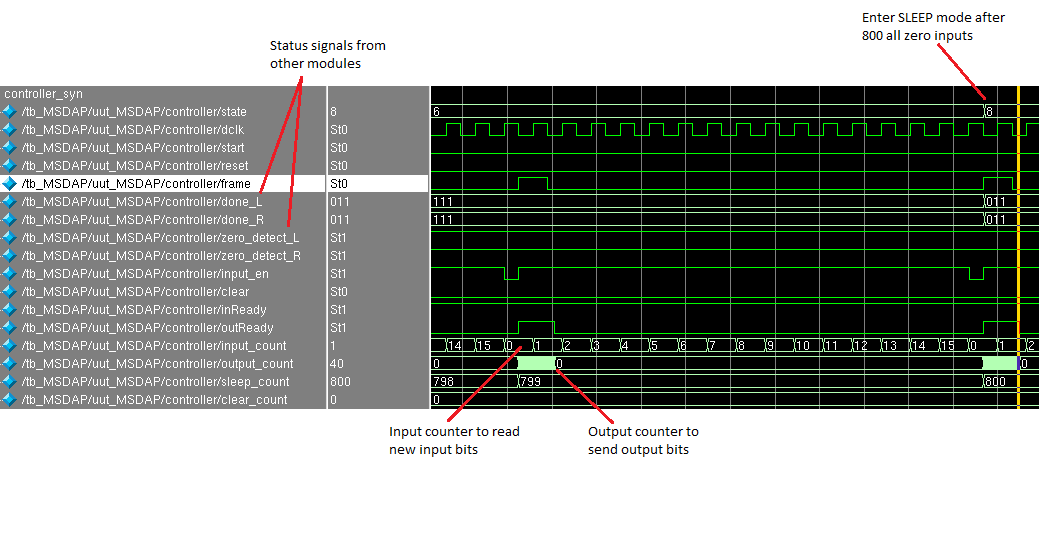 Enter SLEEP mode after
800 all zero inputs
Status signals from
other modules
controller_syn
/tb_MSDAP/uut_MSDAP/controller/state 8 6 8
/tb_MSDAP/uut_MSDAP/controller/dclk St0
/tb_MSDAP/uut_MSDAP/controller/start St0
/tb_MSDAP/uut_MSDAP/controller/reset St0
/tb_MSDAP/uut_MSDAP/controller/frame St0
/tb_MSDAP/uut_MSDAP/controller/done_L 011 111 011
/tb_MSDAP/uut_MSDAP/controller/done_R 011 111 011
/tb_MSDAP/uut_MSDAP/controller/zero_detect_L St1
/tb_MSDAP/uut_MSDAP/controller/zero_detect_R St1
/tb_MSDAP/uut_MSDAP/controller/input_en St1
/tb_MSDAP/uut_MSDAP/controller/clear St0
/tb_MSDAP/uut_MSDAP/controller/inReady St1
/tb_MSDAP/uut_MSDAP/controller/outReady St1
/tb_MSDAP/uut_MSDAP/controller/input_count 1 14 15 0 1 2 3 4 5 6 7 8 9 10 11 12 13 14 15 0 1 2
/tb_MSDAP/uut_MSDAP/controller/output_count 40 0 0 0
/tb_MSDAP/uut_MSDAP/controller/sleep_count 800 798 799 800
/tb_MSDAP/uut_MSDAP/controller/clear_count 0 0
Input counter to read
new input bits
Output counter to
send output bits